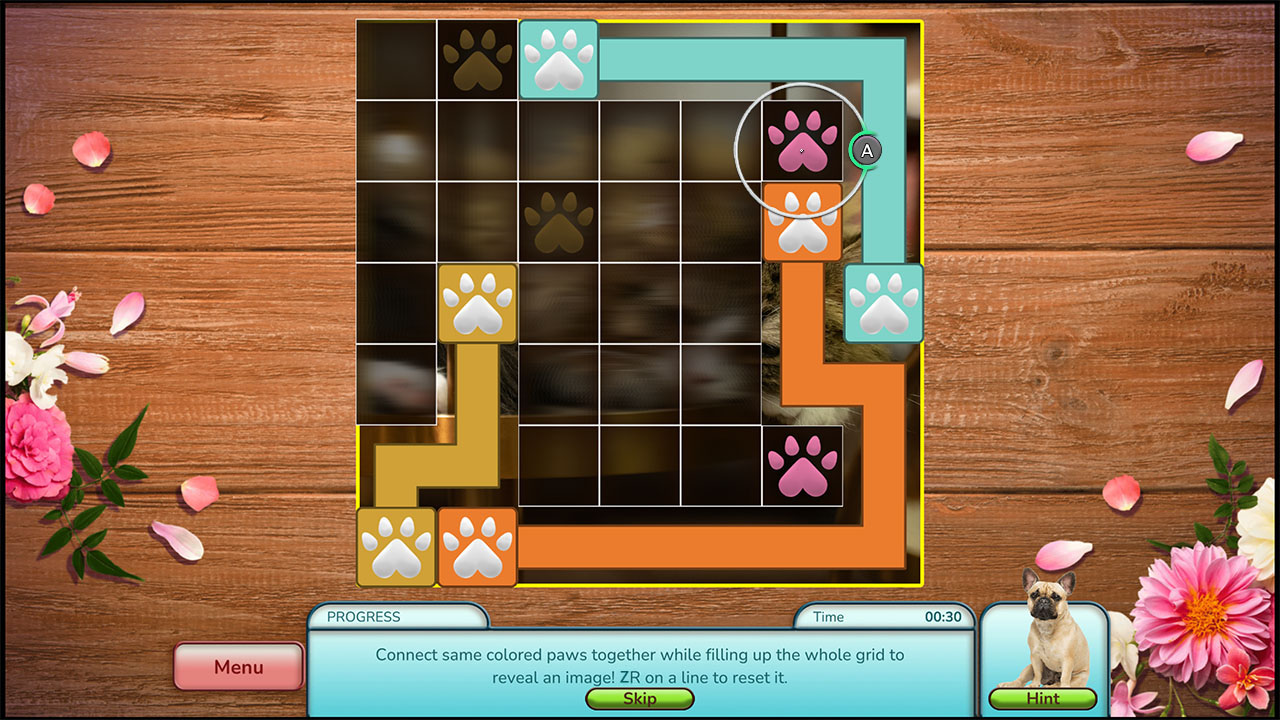 A
PROGRESS
Time 00:30
Connect same colored paws together while filling up the whole grid to
reveal an image! ZR on a line to reset it.
Menu
Skip
Hint